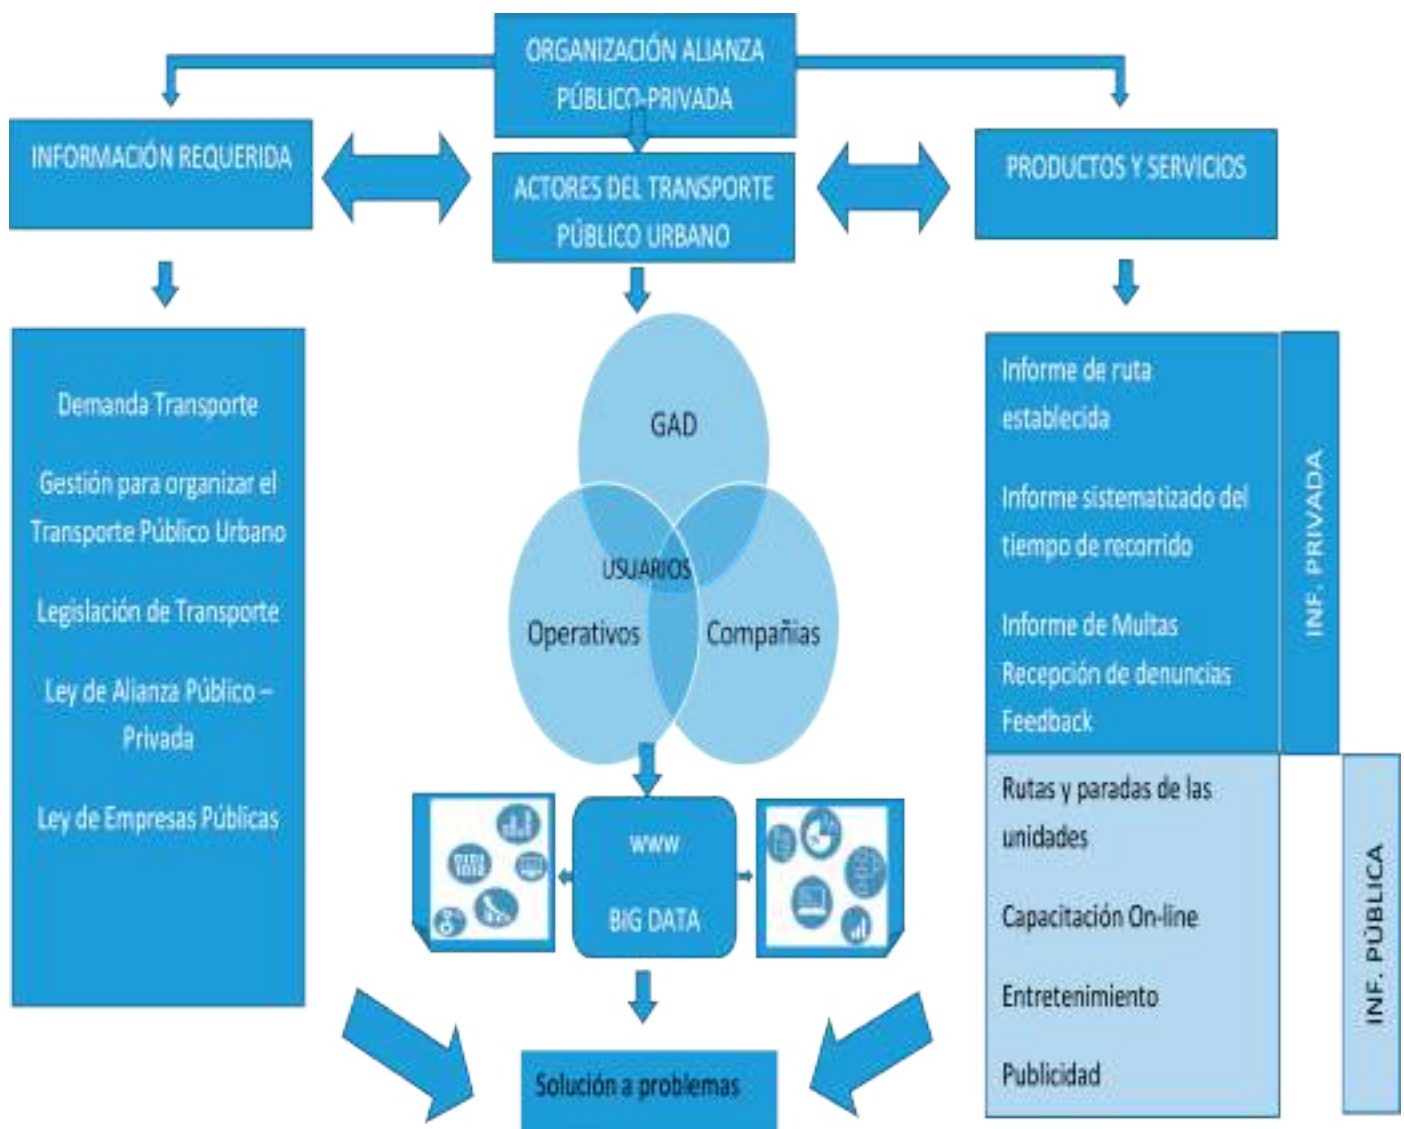 ORGANIZACIÓN ALIANZA
PÚBLICO-PRIVADA
INFORMACIÓN REQUERIDA
ACTORES DEL TRANSPORTE
PÚBLICO URBANO
PRODUCTOS Y SERVICIOS
Demanda Transporte
Gestión para organizar el
Transporte Público Urbano
Legislación de Transporte
Ley de Alianza Público –
Privada
Ley de Empresas Públicas
GAD
USUARIOS
Operativos
Compañias
WWW
BIG DATA
Solución a problemas
Informe de ruta
establecida
Informe sistematizado del
tiempo de recorrido
Informe de Multas
Recepción de denuncias
Feedback
INF. PRIVADA
Rutas y paradas de las
unidades
Capacitación On-line
Entretenimiento
Publicidad
INF. PÚBLICA